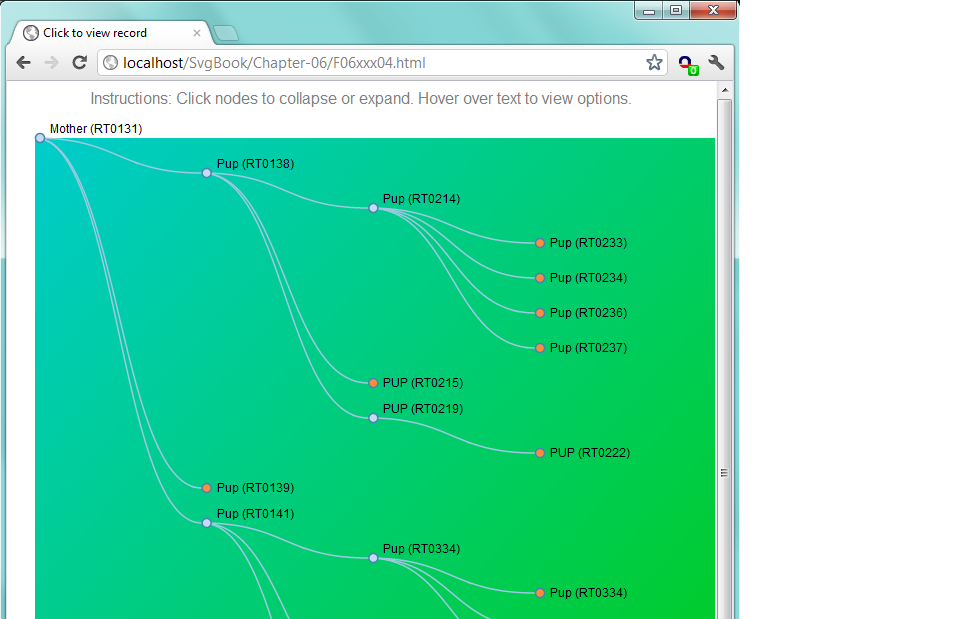 Click to view record
localhost/SvgBook/Chapter-06/F06xxx04.html
0
Instructions: Click nodes to collapse or expand. Hover over text to view options.
Mother (RT0131)
Pup (RT0138)
Pup (RT0214)
Pup (RT0233)
Pup (RT0234)
Pup (RT0236)
Pup (RT0237)
PUP (RT0215)
PUP (RT0219)
PUP (RT0222)
Pup (RT0139)
Pup (RT0141)
Pup (RT0334)
Pup (RT0334)